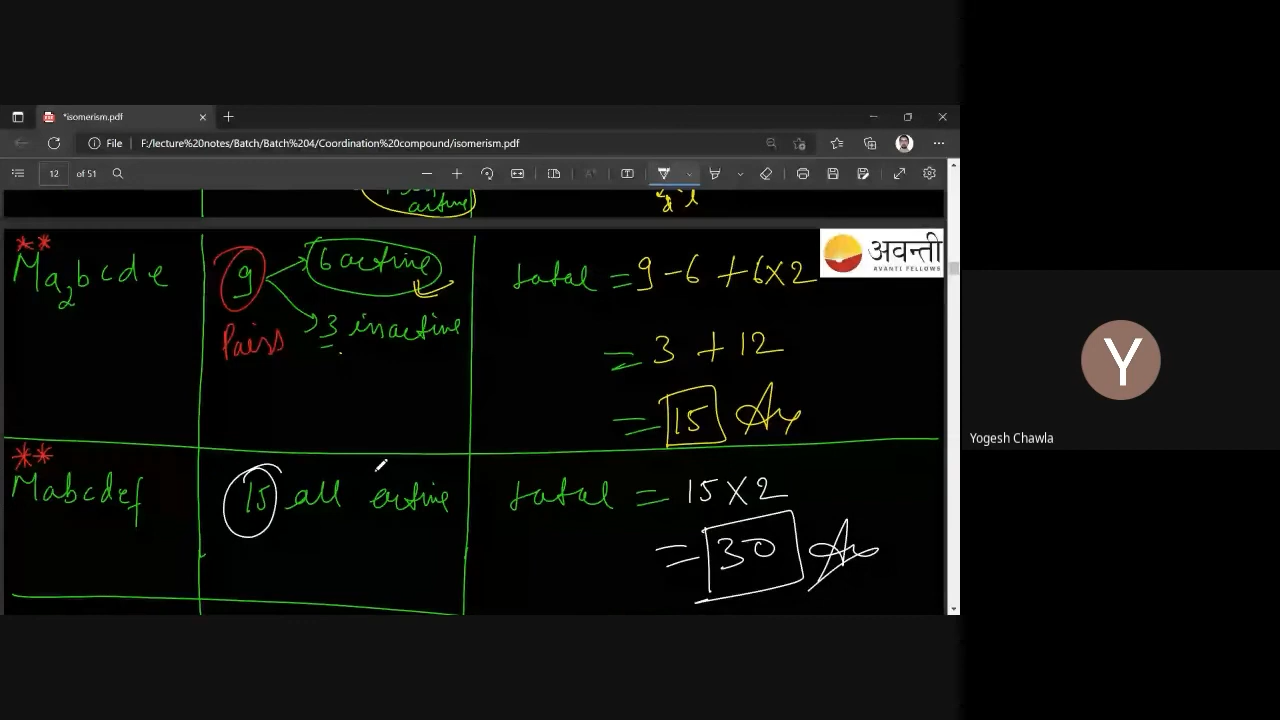 *isomerism.pdf
File F:/lecture%20notes/Batch/Batch%204/Coordination%20compound/isomerism.pdf
12 of 51
active
d l
**
Ma2bcde 9 6 active total = 9 - 6 + 6 x 2
Pairs 3 inactive
= 3 + 12
= 15 Ans
**
Mabcdef 15 all active total = 15 x 2
= 30 Ans
अवन्ती
AVANTI FELLOWS
Y
Yogesh Chawla